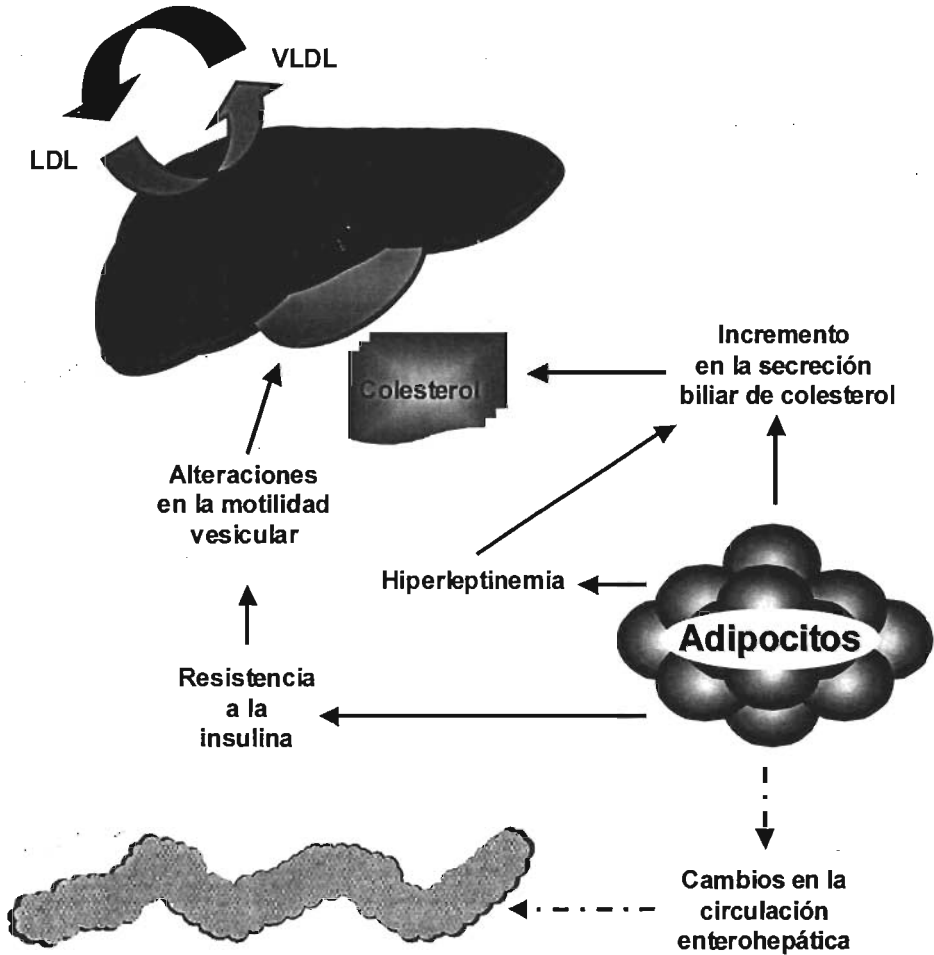 VLDL
LDL
Incremento
en la secreción
biliar de colesterol
Colesterol
Alteraciones
en la motilidad
vesicular
Hiperleptinemia
Adipocitos
Resistencia
a la
insulina
Cambios en la
circulación
enterohepática